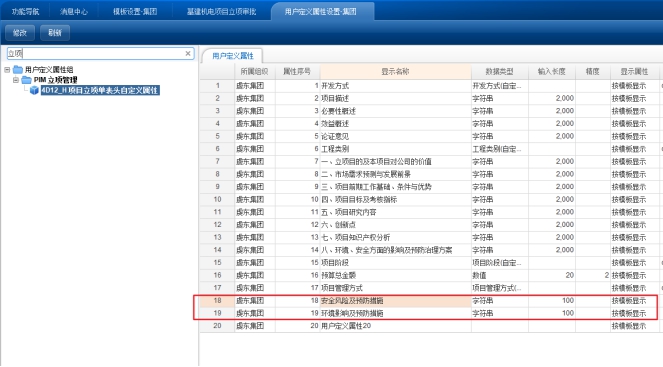 功能导航 消息中心 模板设置-集团 基建机电项目立项审批 用户定义属性设置-集团
修改 刷新
立项
用户定义属性
用户定义属性组
PIM 立项管理
4D12_H项目立项单表头自定义属性
所属组织 属性序号 显示名称 数据类型 输入长度 精度 显示属性
1 虞东集团 1 开发方式 开发方式(自定... 按模板显示
2 虞东集团 2 项目描述 字符串 2,000 按模板显示
3 虞东集团 3 必要性概述 字符串 2,000 按模板显示
4 虞东集团 4 效益概述 字符串 2,000 按模板显示
5 虞东集团 5 论证意见 字符串 2,000 按模板显示
6 虞东集团 6 工程类别 工程类别(自定... 按模板显示
7 虞东集团 7 一、立项目的及本项目对公司的价值 字符串 2,000 按模板显示
8 虞东集团 8 二、市场需求预测与发展前景 字符串 2,000 按模板显示
9 虞东集团 9 三、项目前期工作基础、条件与优势 字符串 2,000 按模板显示
10 虞东集团 10 四、项目目标及考核指标 字符串 2,000 按模板显示
11 虞东集团 11 五、项目研究内容 字符串 2,000 按模板显示
12 虞东集团 12 六、创新点 字符串 2,000 按模板显示
13 虞东集团 13 七、项目知识产权分析 字符串 2,000 按模板显示
14 虞东集团 14 八、环境、安全方面的影响及预防治理方案 字符串 2,000 按模板显示
15 虞东集团 15 项目阶段 项目阶段(自定... 按模板显示
16 虞东集团 16 预算总金额 数值 20 2 按模板显示
17 虞东集团 17 项目管理方式 项目管理方式(... 按模板显示
18 虞东集团 18 安全风险及预防措施 字符串 100 按模板显示
19 虞东集团 19 环境影响及预防措施 字符串 100 按模板显示
20 虞东集团 20 用户定义属性20 按模板显示